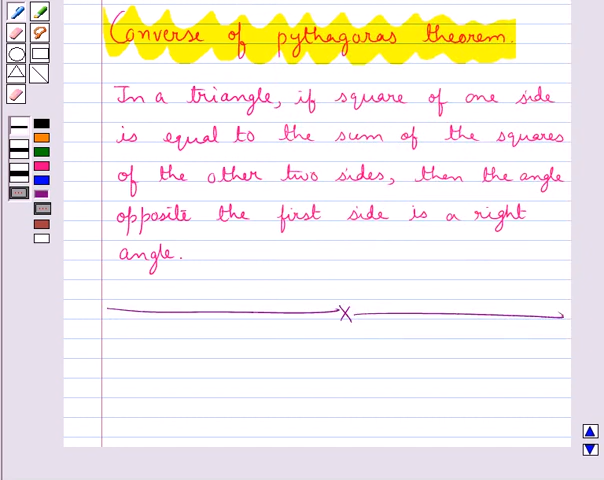 Converse of pythagoras theorem.
In a triangle, if square of one side
is equal to the sum of the squares
of the other two sides, then the angle
opposite the first side is a right
angle.